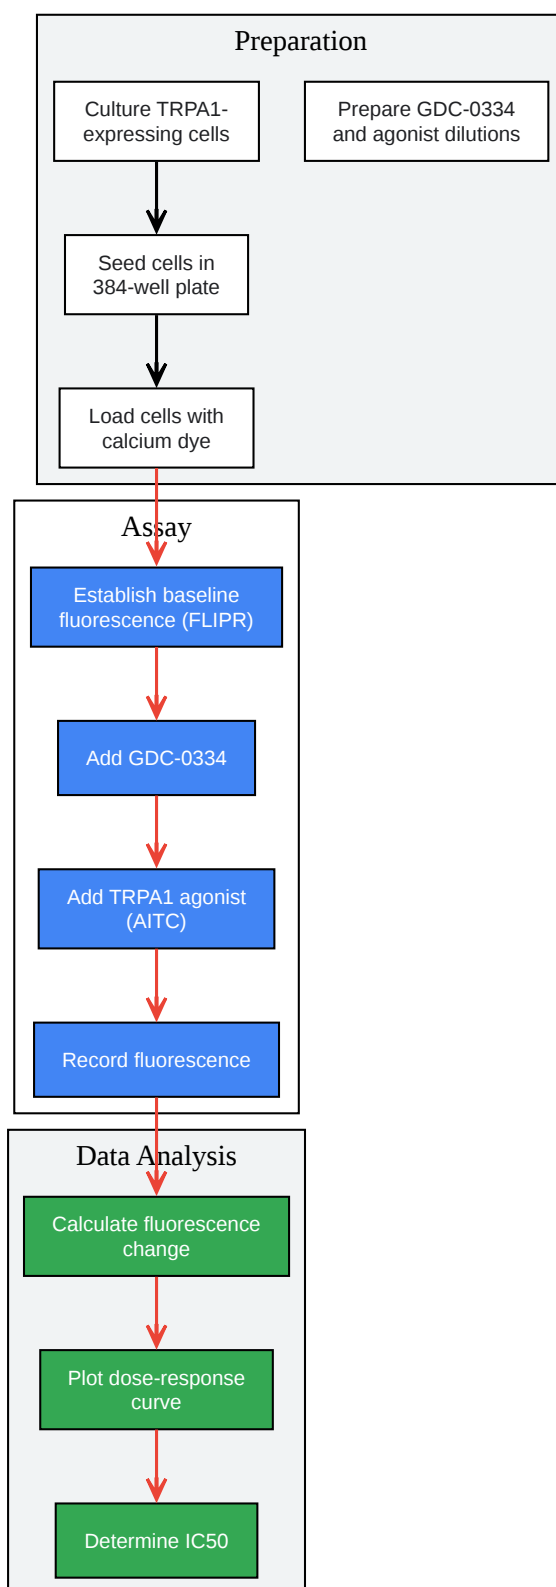 Preparation
Culture TRPA1-
expressing cells
Prepare GDC-0334
and agonist dilutions
Seed cells in
384-well plate
Load cells with
calcium dye
Assay
Establish baseline
fluorescence (FLIPR)
Add GDC-0334
Add TRPA1 agonist
(AITC)
Record fluorescence
Data Analysis
Calculate fluorescence
change
Plot dose-response
curve
Determine IC50